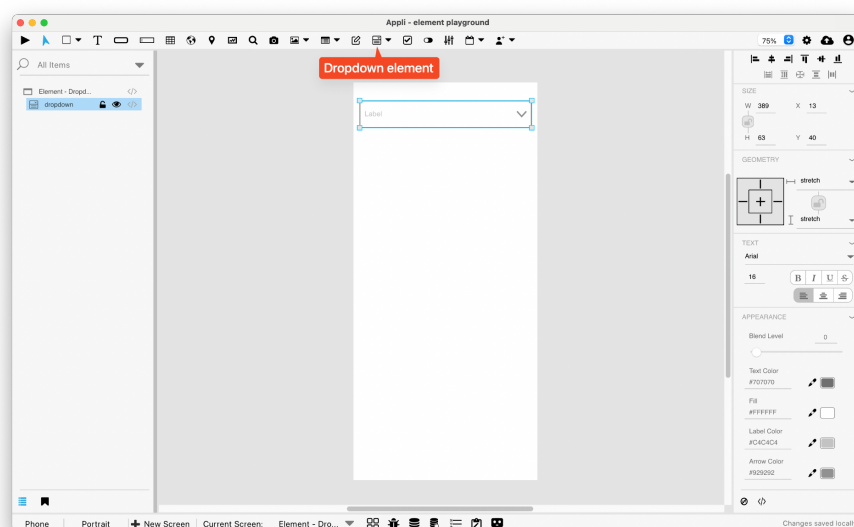 Appli - element playground
T
75%
Dropdown element
All Items
Element - Dropd...
dropdown
Label
SIZE
W 389 X 13
H 63 Y 40
GEOMETRY
stretch
stretch
TEXT
Arial
16 B I U S
APPEARANCE
Blend Level 0
Text Color
#707070
Fill
#FFFFFF
Label Color
#C4C4C4
Arrow Color
#929292
Phone Portrait New Screen Current Screen: Element - Dro... Changes saved locall